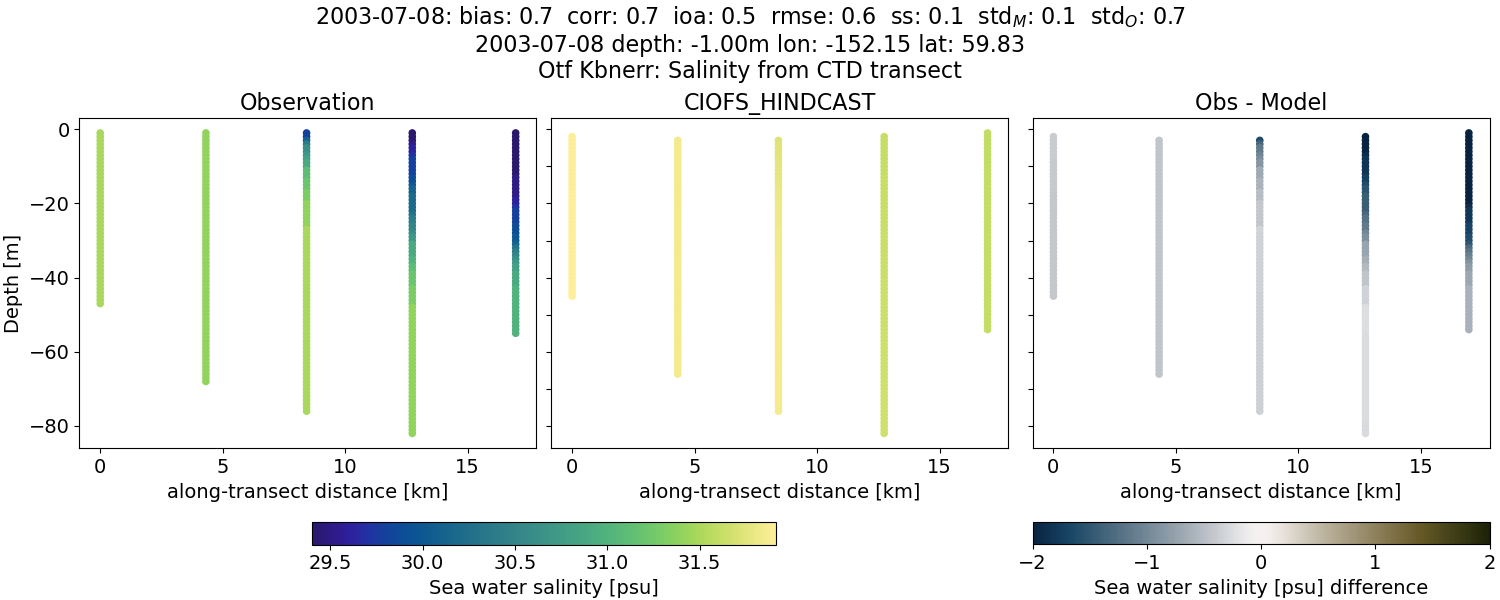 2003-07-08: bias: 0.7  corr: 0.7  ioa: 0.5  rmse: 0.6  ss: 0.1  std_M: 0.1  std_O: 0.7
2003-07-08 depth: -1.00m lon: -152.15 lat: 59.83
Otf Kbnerr: Salinity from CTD transect
Observation
CIOFS_HINDCAST
Obs - Model
Depth [m]
0
−20
−40
−60
−80
0 5 10 15
0 5 10 15
0 5 10 15
along-transect distance [km]
along-transect distance [km]
along-transect distance [km]
29.5 30.0 30.5 31.0 31.5
Sea water salinity [psu]
−2 −1 0 1 2
Sea water salinity [psu] difference